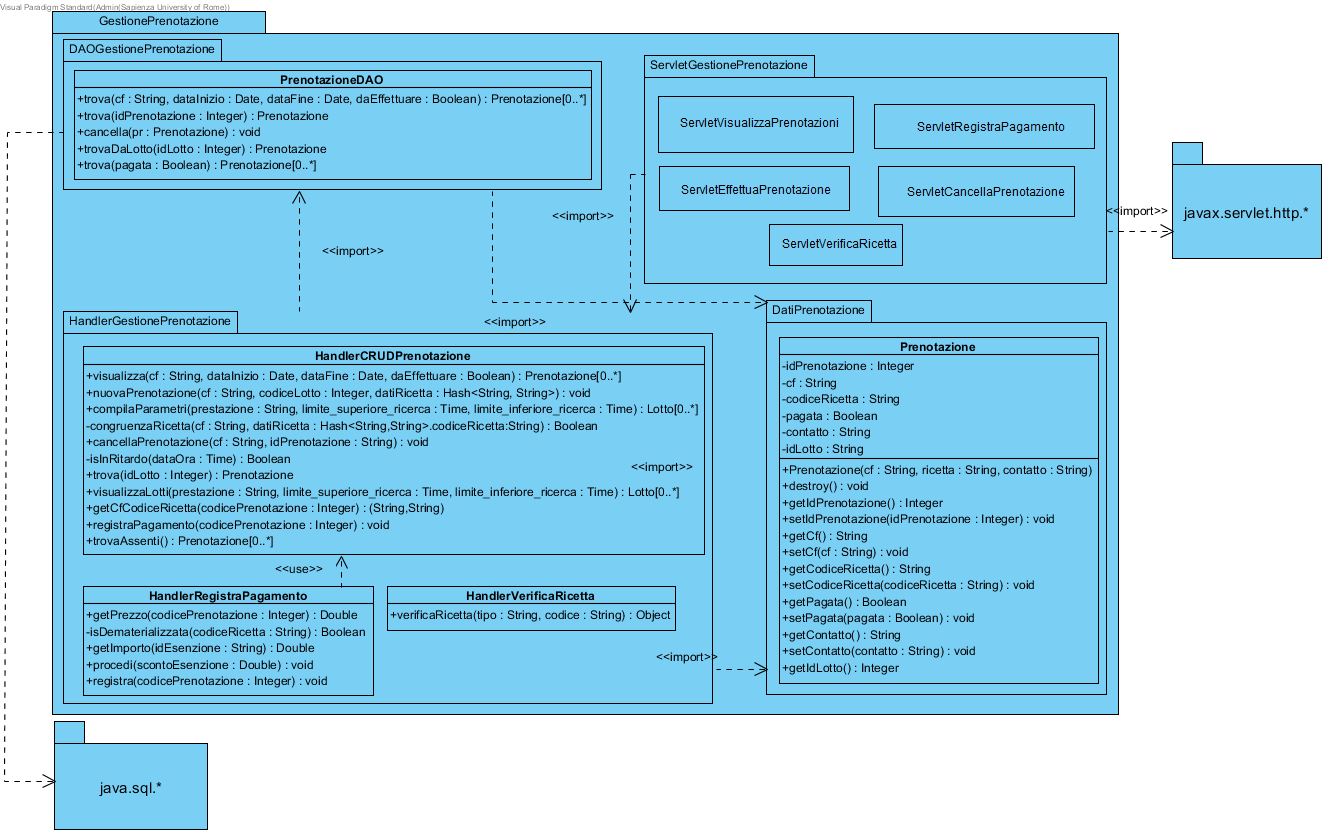 Visual Paradigm Standard(Admin(Sapienza University of Rome))
GestionePrenotazione
DAOGestionePrenotazione
PrenotazioneDAO
+trova(cf : String, dataInizio : Date, dataFine : Date, daEffettuare : Boolean) : Prenotazione[0..*]
+trova(idPrenotazione : Integer) : Prenotazione
+cancella(pr : Prenotazione) : void
+trovaDaLotto(idLotto : Integer) : Prenotazione
+trova(pagata : Boolean) : Prenotazione[0..*]
ServletGestionePrenotazione
ServletVisualizzaPrenotazioni
ServletRegistraPagamento
ServletEffettuaPrenotazione
ServletCancellaPrenotazione
ServletVerificaRicetta
<<import>>
javax.servlet.http.*
<<import>>
<<import>>
<<import>>
HandlerGestionePrenotazione
HandlerCRUDPrenotazione
+visualizza(cf : String, dataInizio : Date, dataFine : Date, daEffettuare : Boolean) : Prenotazione[0..*]
+nuovaPrenotazione(cf : String, codiceLotto : Integer, datiRicetta : Hash<String, String>) : void
+compilaParametri(prestazione : String, limite_superiore_ricerca : Time, limite_inferiore_ricerca : Time) : Lotto[0..*]
-congruenzaRicetta(cf : String, datiRicetta : Hash<String,String>.codiceRicetta:String) : Boolean
+cancellaPrenotazione(cf : String, idPrenotazione : String) : void
-isInRitardo(dataOra : Time) : Boolean
+trova(idLotto : Integer) : Prenotazione
+visualizzaLotti(prestazione : String, limite_superiore_ricerca : Time, limite_inferiore_ricerca : Time) : Lotto[0..*]
+getCfCodiceRicetta(codicePrenotazione : Integer) : (String,String)
+registraPagamento(codicePrenotazione : Integer) : void
+trovaAssenti() : Prenotazione[0..*]
<<import>>
<<use>>
HandlerRegistraPagamento
+getPrezzo(codicePrenotazione : Integer) : Double
-isDematerializzata(codiceRicetta : String) : Boolean
+getImporto(idEsenzione : String) : Double
+procedi(scontoEsenzione : Double) : void
+registra(codicePrenotazione : Integer) : void
HandlerVerificaRicetta
+verificaRicetta(tipo : String, codice : String) : Object
<<import>>
DatiPrenotazione
Prenotazione
-idPrenotazione : Integer
-cf : String
-codiceRicetta : String
-pagata : Boolean
-contatto : String
-idLotto : String
+Prenotazione(cf : String, ricetta : String, contatto : String)
+destroy() : void
+getIdPrenotazione() : Integer
+setIdPrenotazione(idPrenotazione : Integer) : void
+getCf() : String
+setCf(cf : String) : void
+getCodiceRicetta() : String
+setCodiceRicetta(codiceRicetta : String) : void
+getPagata() : Boolean
+setPagata(pagata : Boolean) : void
+getContatto() : String
+setContatto(contatto : String) : void
+getIdLotto() : Integer
java.sql.*